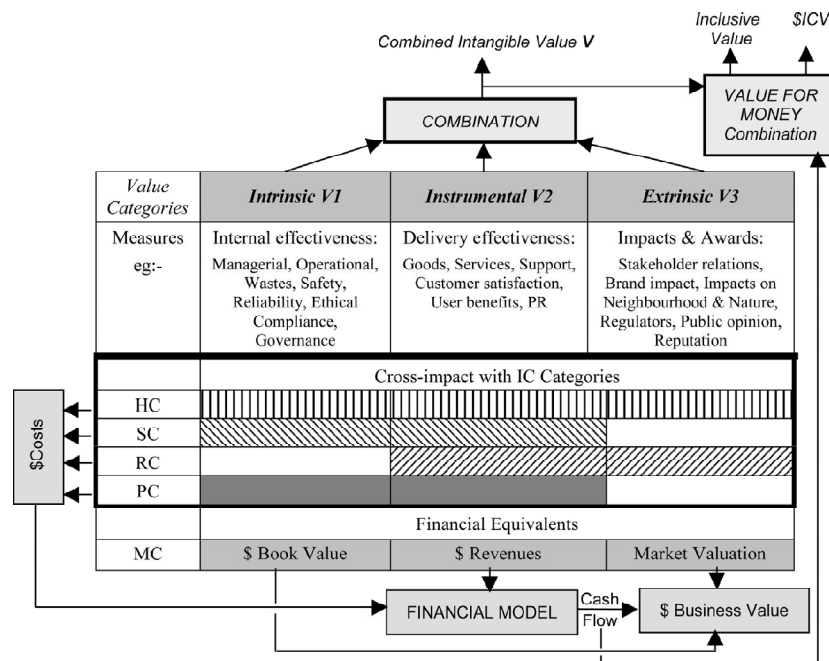 Inclusive
Value
$ICV
Combined Intangible Value V
VALUE FOR
MONEY
Combination
COMBINATION
Value
Categories
Intrinsic V1
Instrumental V2
Extrinsic V3
Measures
eg:-
Internal effectiveness:
Managerial, Operational,
Wastes, Safety,
Reliability, Ethical
Compliance,
Governance
Delivery effectiveness:
Goods, Services, Support,
Customer satisfaction,
User benefits, PR
Impacts & Awards:
Stakeholder relations,
Brand impact, Impacts on
Neighbourhood & Nature,
Regulators, Public opinion,
Reputation
Cross-impact with IC Categories
$Costs
HC
SC
RC
PC
Financial Equivalents
MC
$ Book Value
$ Revenues
Market Valuation
FINANCIAL MODEL
Cash
Flow
$ Business Value